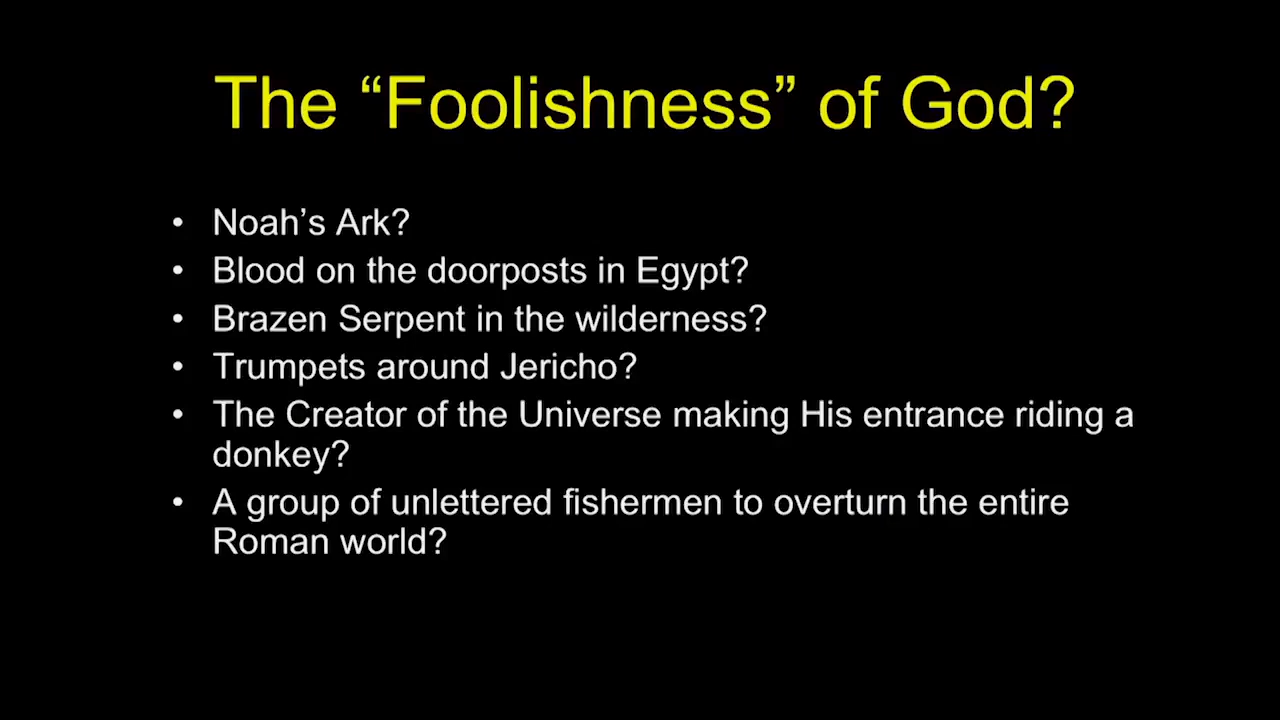 The “Foolishness” of God?
• Noah’s Ark?
• Blood on the doorposts in Egypt?
• Brazen Serpent in the wilderness?
• Trumpets around Jericho?
• The Creator of the Universe making His entrance riding a
donkey?
• A group of unlettered fishermen to overturn the entire
Roman world?